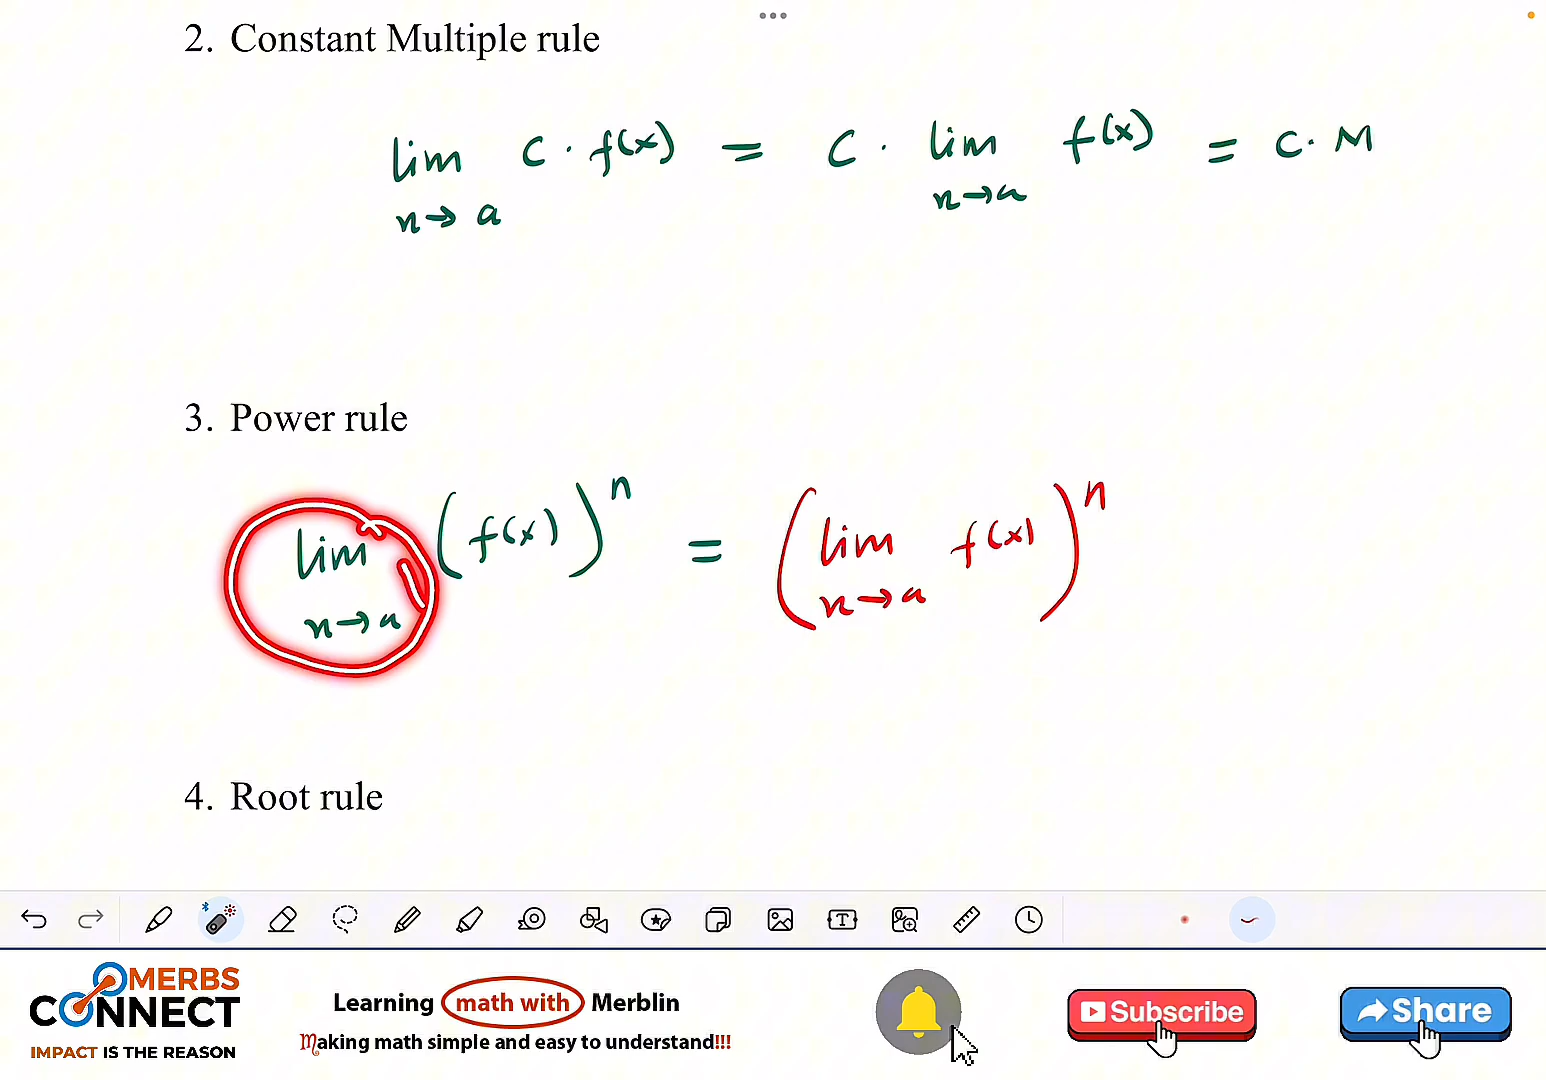 2. Constant Multiple rule
lim C · f(x) = C · lim f(x) = C · M
x→a x→a
3. Power rule
lim (f(x))ⁿ = (lim f(x))ⁿ
x→a x→a
4. Root rule
MERBS
CONNECT
IMPACT IS THE REASON
Learning math with Merblin
Making math simple and easy to understand!!!
Subscribe
Share